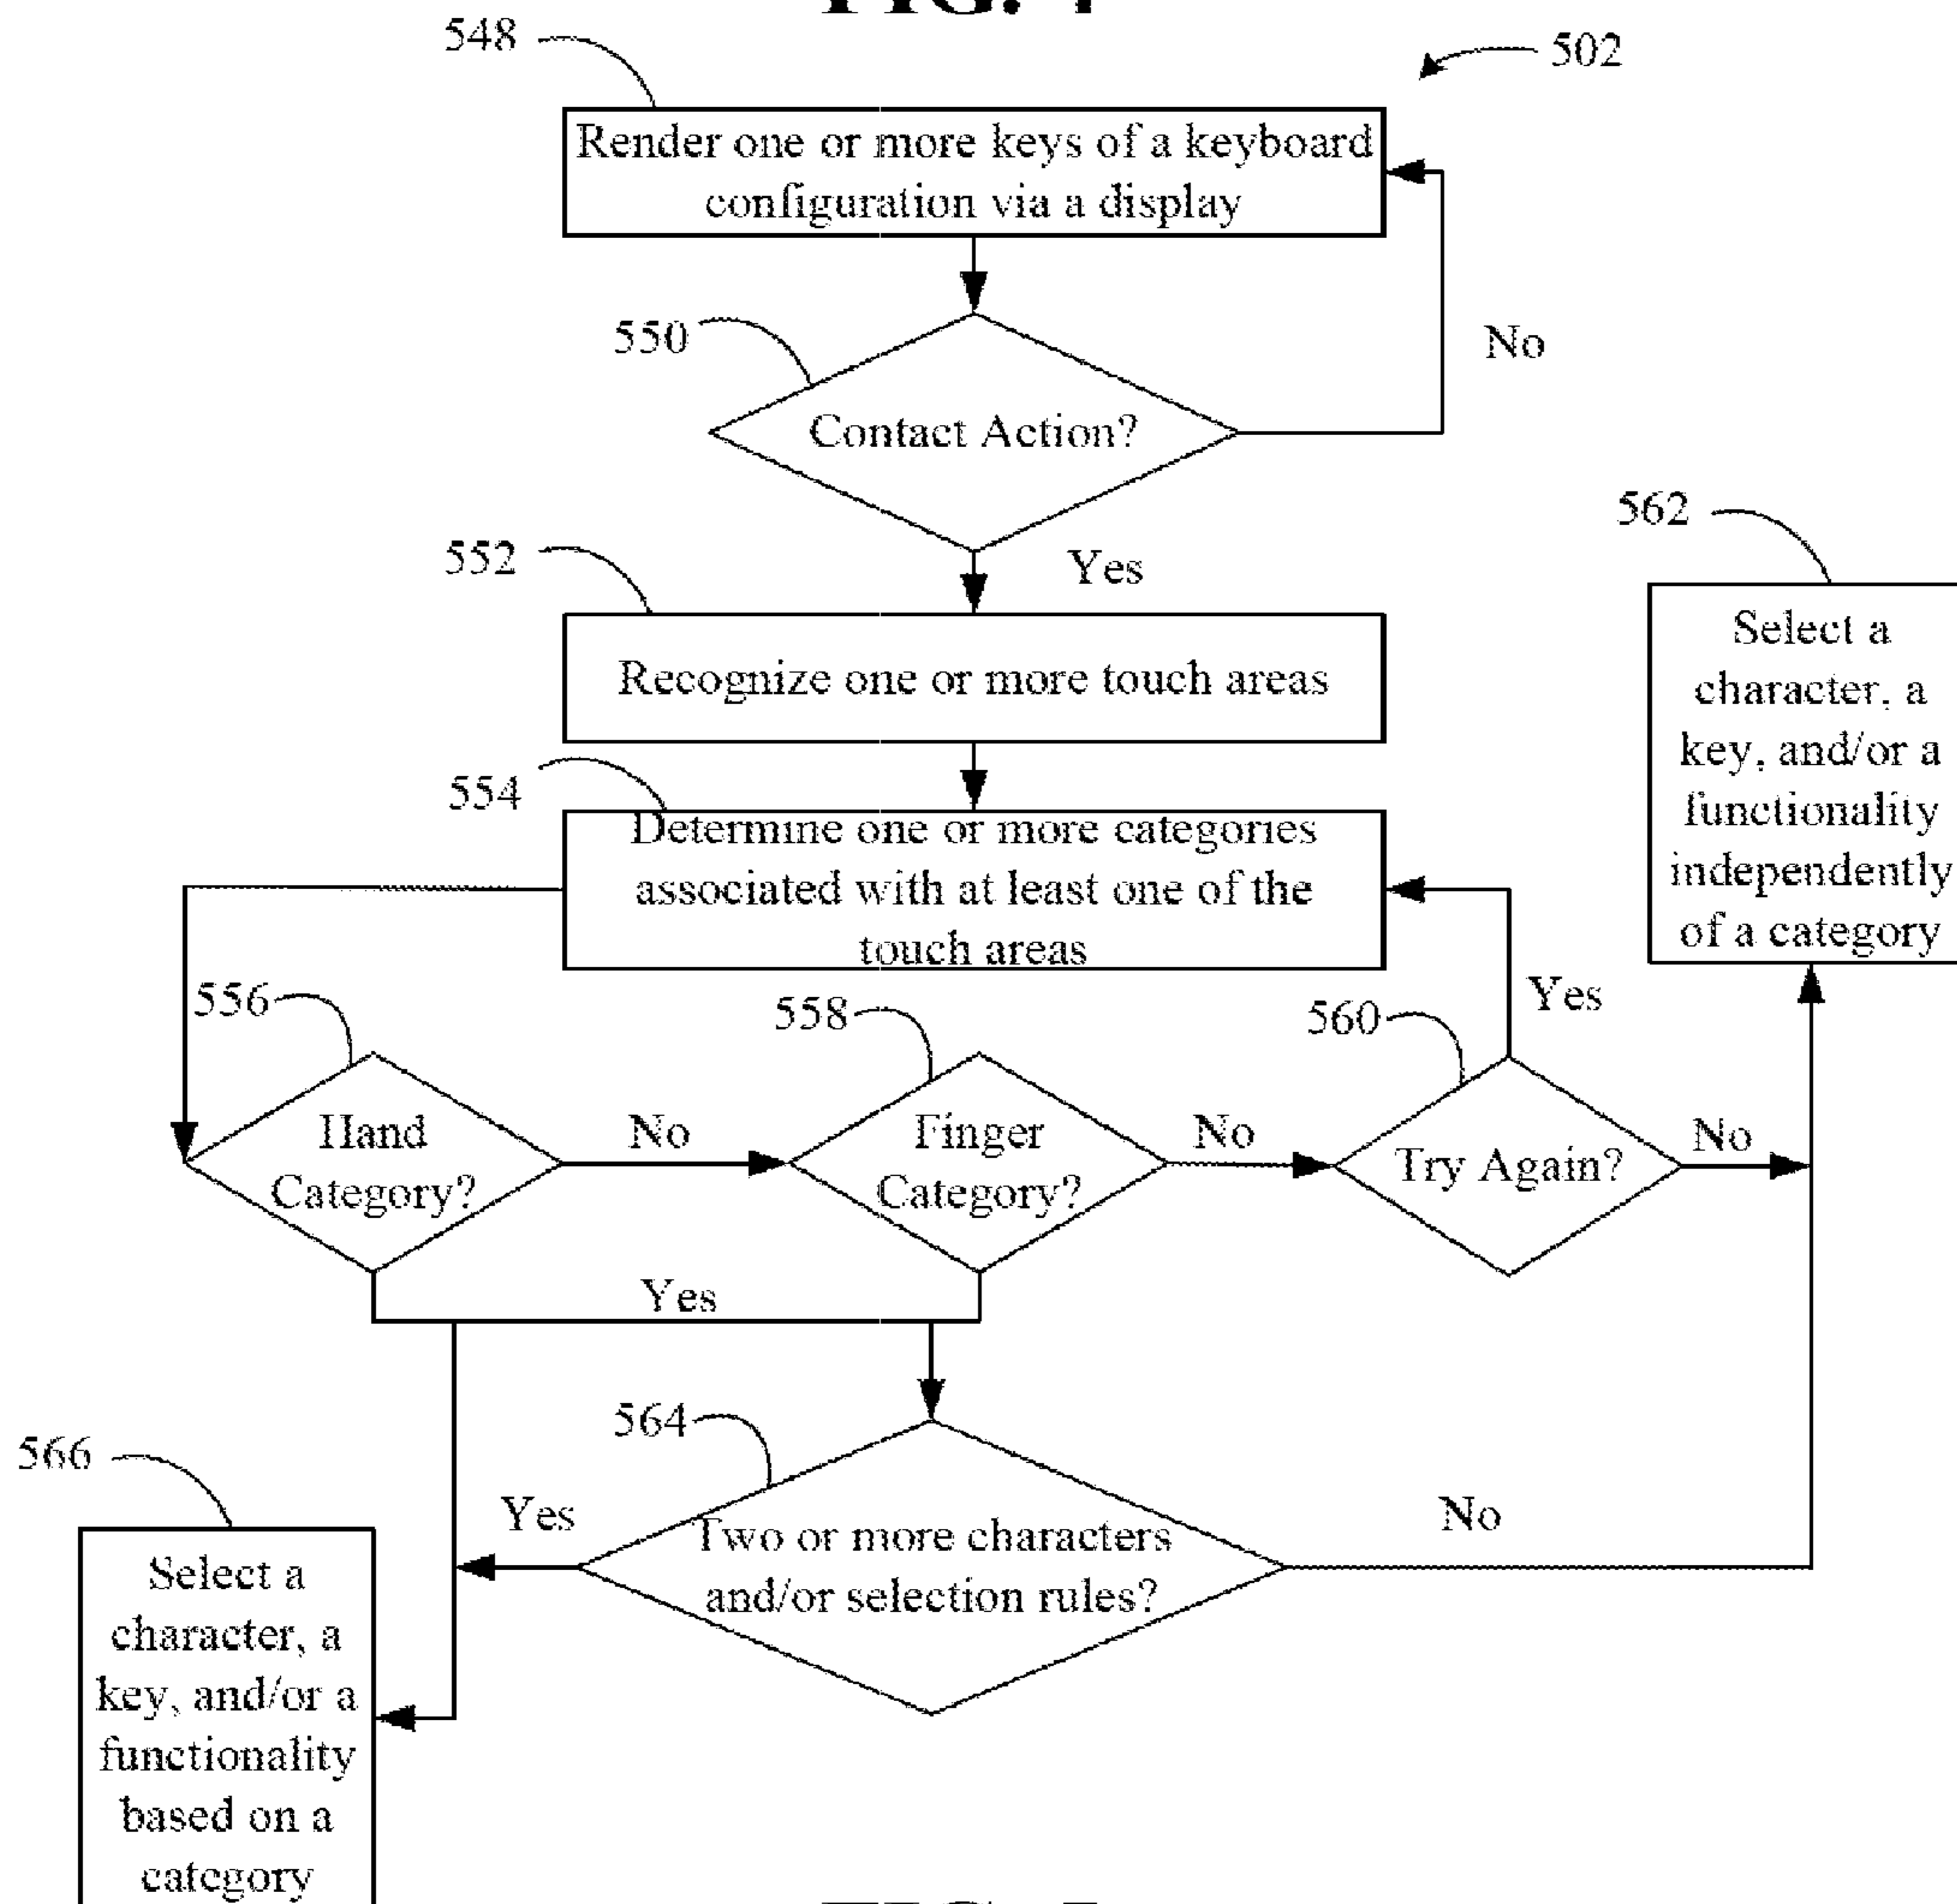 548
502
Render one or more keys of a keyboard
configuration via a display
550
No
Contact Action?
562
552
Yes
Select a
character, a
key, and/or a
functionality
independently
of a category
Recognize one or more touch areas
554
Determine one or more categories
associated with at least one of the
touch areas
556
558
560
Yes
Hand
Category?
No
Finger
Category?
No
Try Again?
No
Yes
564
566
Yes
No
Two or more characters
and/or selection rules?
Select a
character, a
key, and/or a
functionality
based on a
category